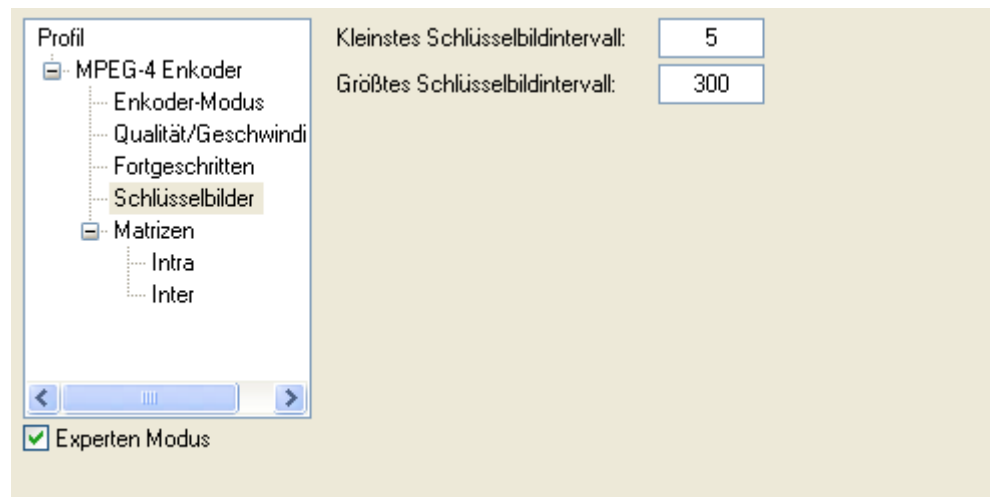 Profil
MPEG-4 Enkoder
Enkoder-Modus
Qualität/Geschwindi
Fortgeschritten
Schlüsselbilder
Matrizen
Intra
Inter
Experten Modus
Kleinstes Schlüsselbildintervall: 5
Größtes Schlüsselbildintervall: 300